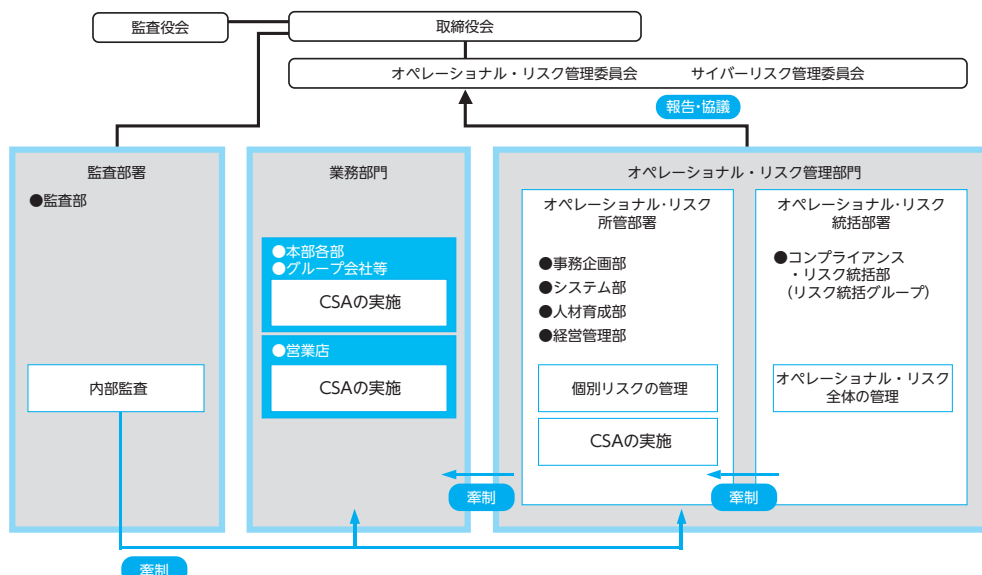 監査役会
取締役会
オペレーショナル・リスク管理委員会 サイバーリスク管理委員会
報告・協議
監査部署
●監査部
内部監査
業務部門
●本部各部
●グループ会社等
CSAの実施
●営業店
CSAの実施
オペレーショナル・リスク管理部門
オペレーショナル・リスク
所管部署
●事務企画部
●システム部
●人材育成部
●経営管理部
個別リスクの管理
CSAの実施
オペレーショナル・リスク
統括部署
●コンプライアンス
・リスク統括部
(リスク統括グループ)
オペレーショナル・リスク
全体の管理
牽制
牽制
牽制